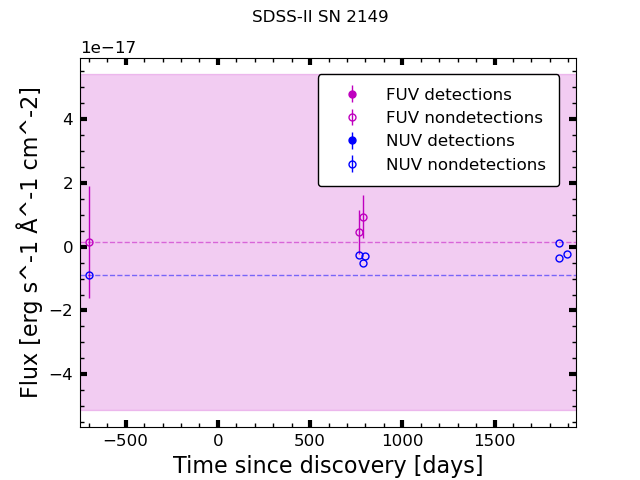 SDSS-II SN 2149
1e−17
FUV detections
FUV nondetections
NUV detections
NUV nondetections
4
2
0
−2
−4
Flux [erg s^-1 Å^-1 cm^-2]
−500 0 500 1000 1500
Time since discovery [days]